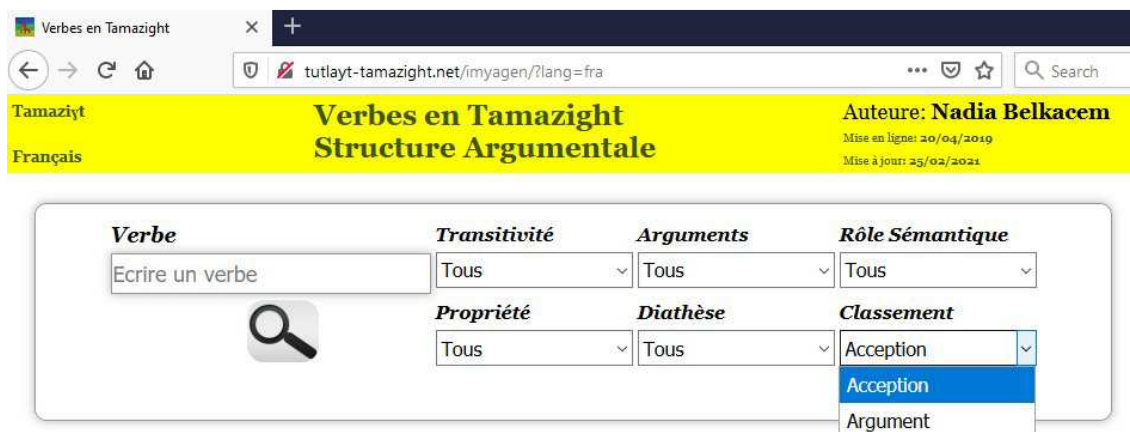 Verbes en Tamazight
tutlayt-tamazight.net/imyagen/?lang=fra
Search
Tamaziɣt
Français
Verbes en Tamazight
Structure Argumentale
Auteure: Nadia Belkacem
Mise en ligne: 20/04/2019
Mise à jour: 25/02/2021
Verbe Transitivité Arguments Rôle Sémantique
Ecrire un verbe Tous Tous Tous
Propriété Diathèse Classement
Tous Tous Acception
Acception
Argument